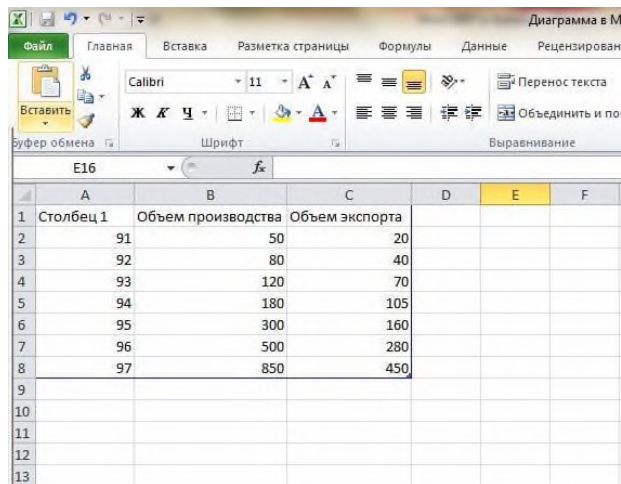 Диаграмма в М
Файл Главная Вставка Разметка страницы Формулы Данные Рецензирован
Вставить
Calibri 11 А А
Перенос текста
Ж К Ч А
Объединить и по
Буфер обмена Шрифт Выравнивание
E16 fx
A B C D E F
1 Столбец 1 Объем производства Объем экспорта
2 91 50 20
3 92 80 40
4 93 120 70
5 94 180 105
6 95 300 160
7 96 500 280
8 97 850 450
9
10
11
12
13